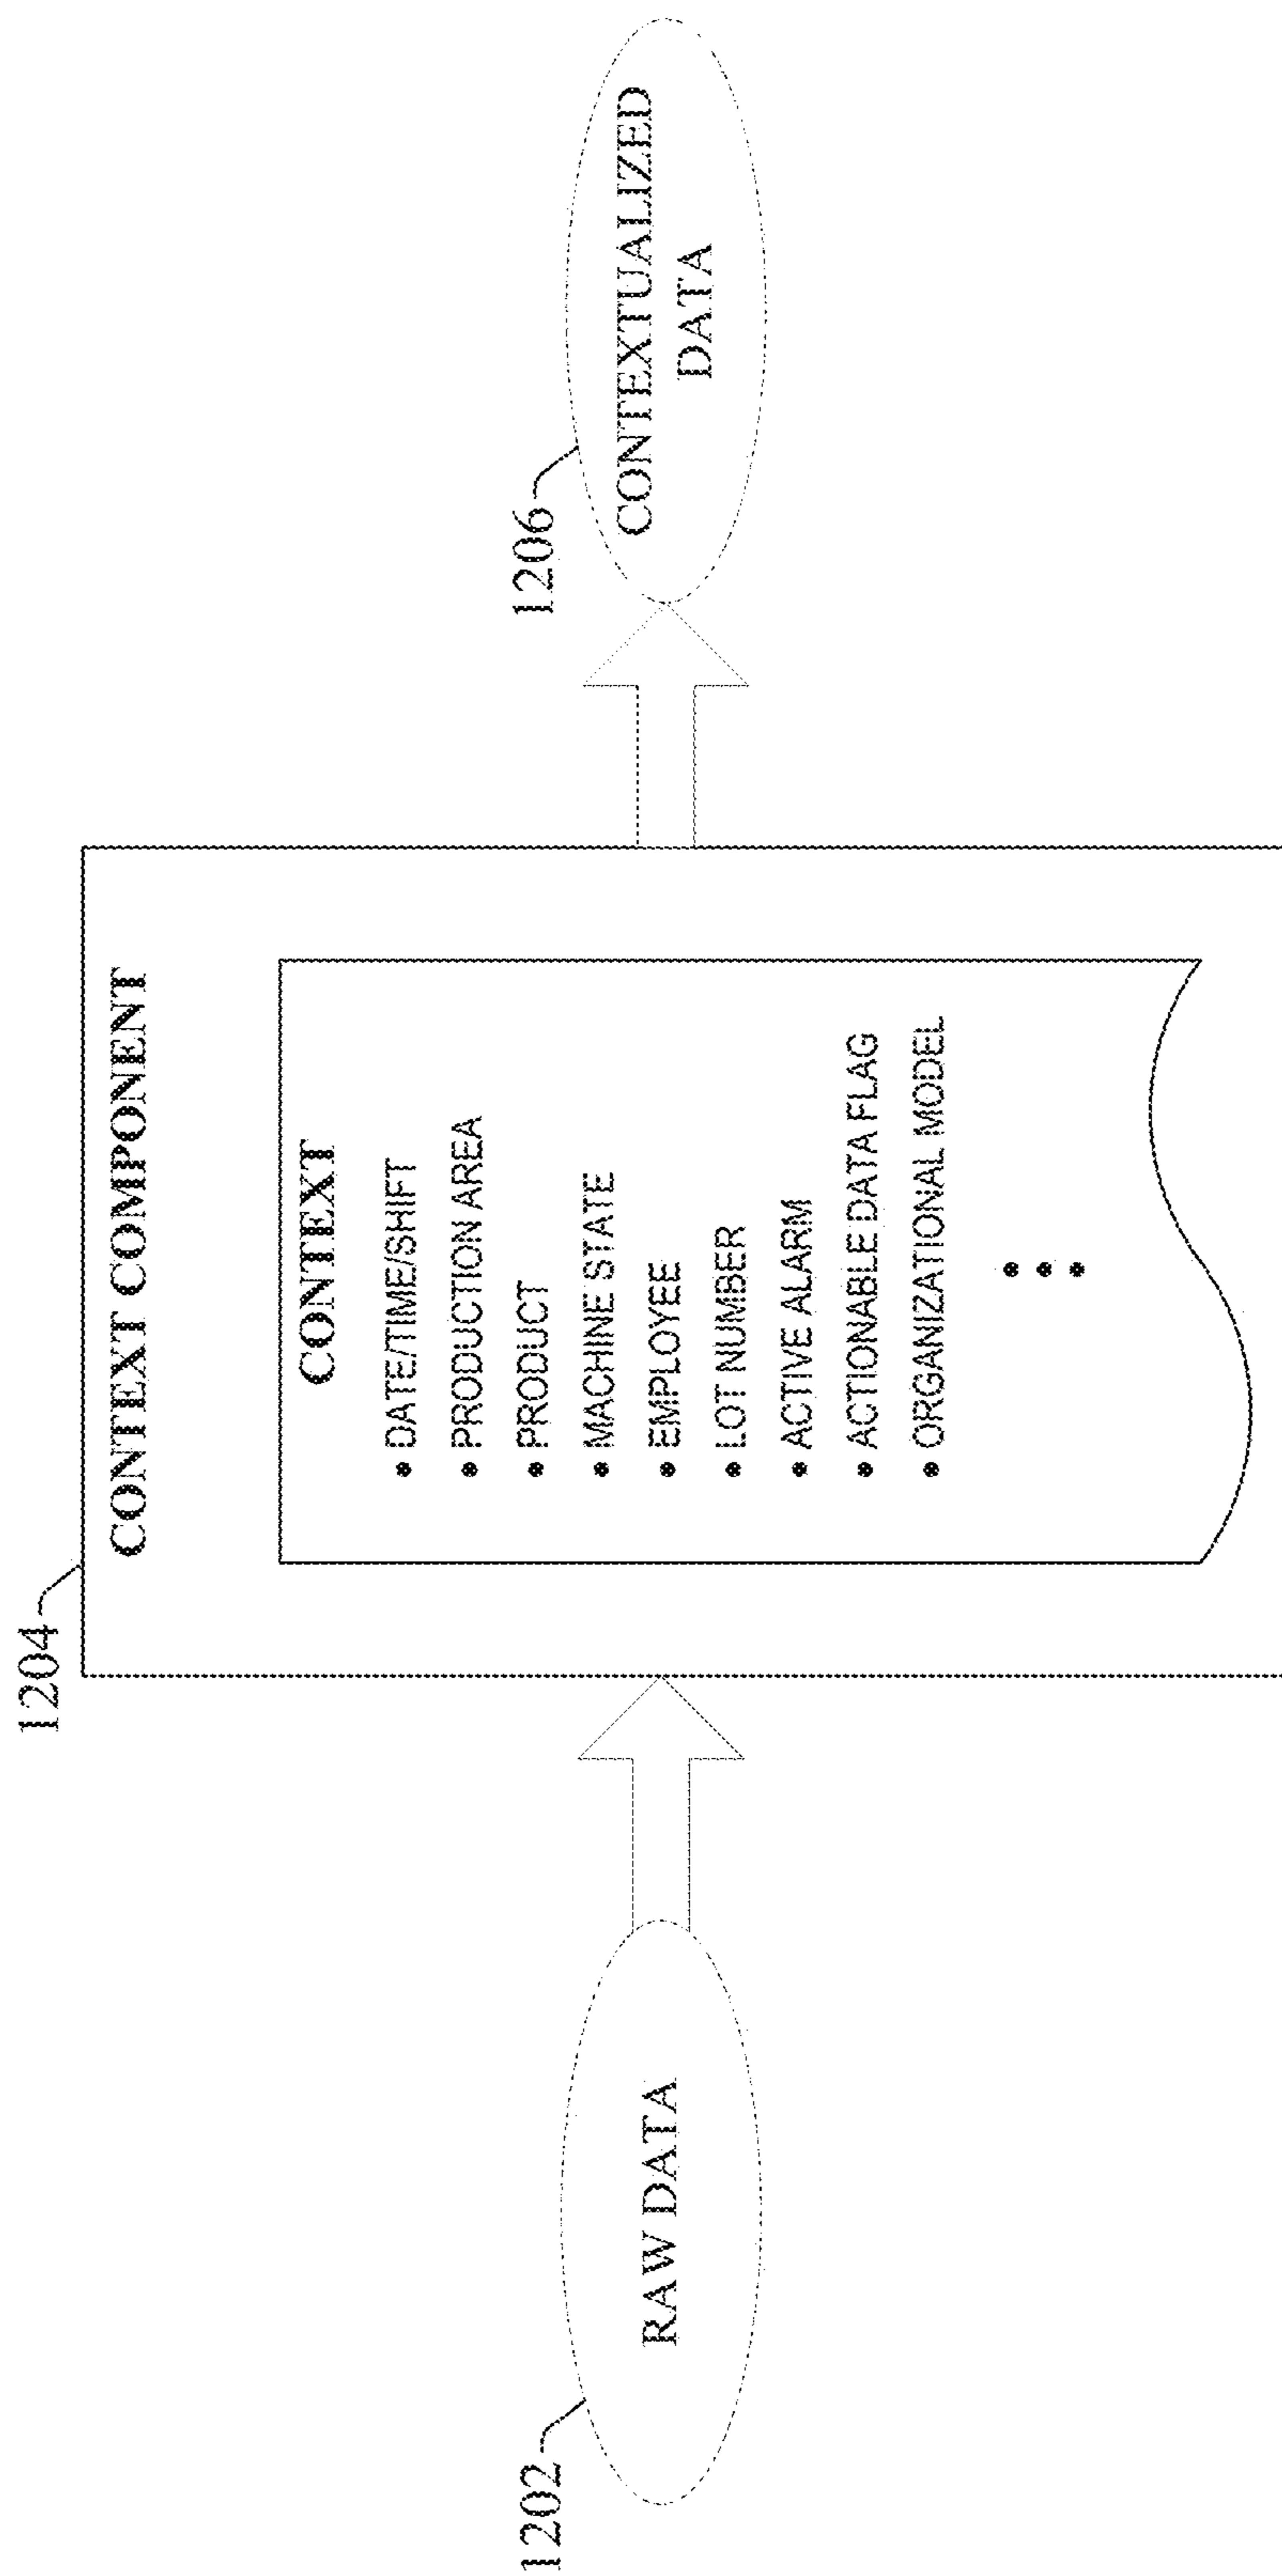 1202
RAW DATA
1204
CONTEXT COMPONENT
CONTEXT
• DATE/TIME/SHIFT
• PRODUCTION AREA
• PRODUCT
• MACHINE STATE
• EMPLOYEE
• LOT NUMBER
• ACTIVE ALARM
• ACTIONABLE DATA FLAG
• ORGANIZATIONAL MODEL
1206
CONTEXTUALIZED
DATA